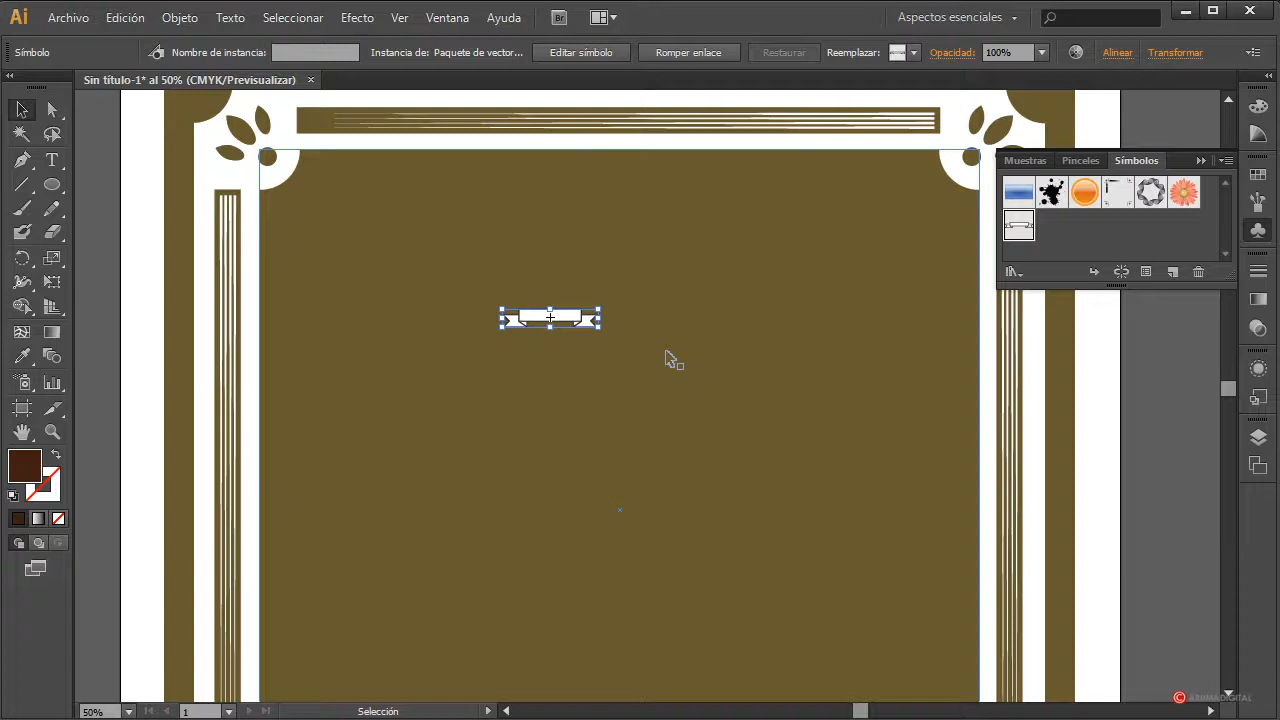 Ai Archivo Edición Objeto Texto Seleccionar Efecto Ver Ventana Ayuda Br Aspectos esenciales
Símbolo Nombre de instancia: Instancia de: Paquete de vector... Editar símbolo Romper enlace Restaurar Reemplazar: Opacidad: 100% Alinear Transformar
Sin título-1* al 50% (CMYK/Previsualizar)
Muestras Pinceles Símbolos
© ARIUMADIGITAL
50% 1 Selección